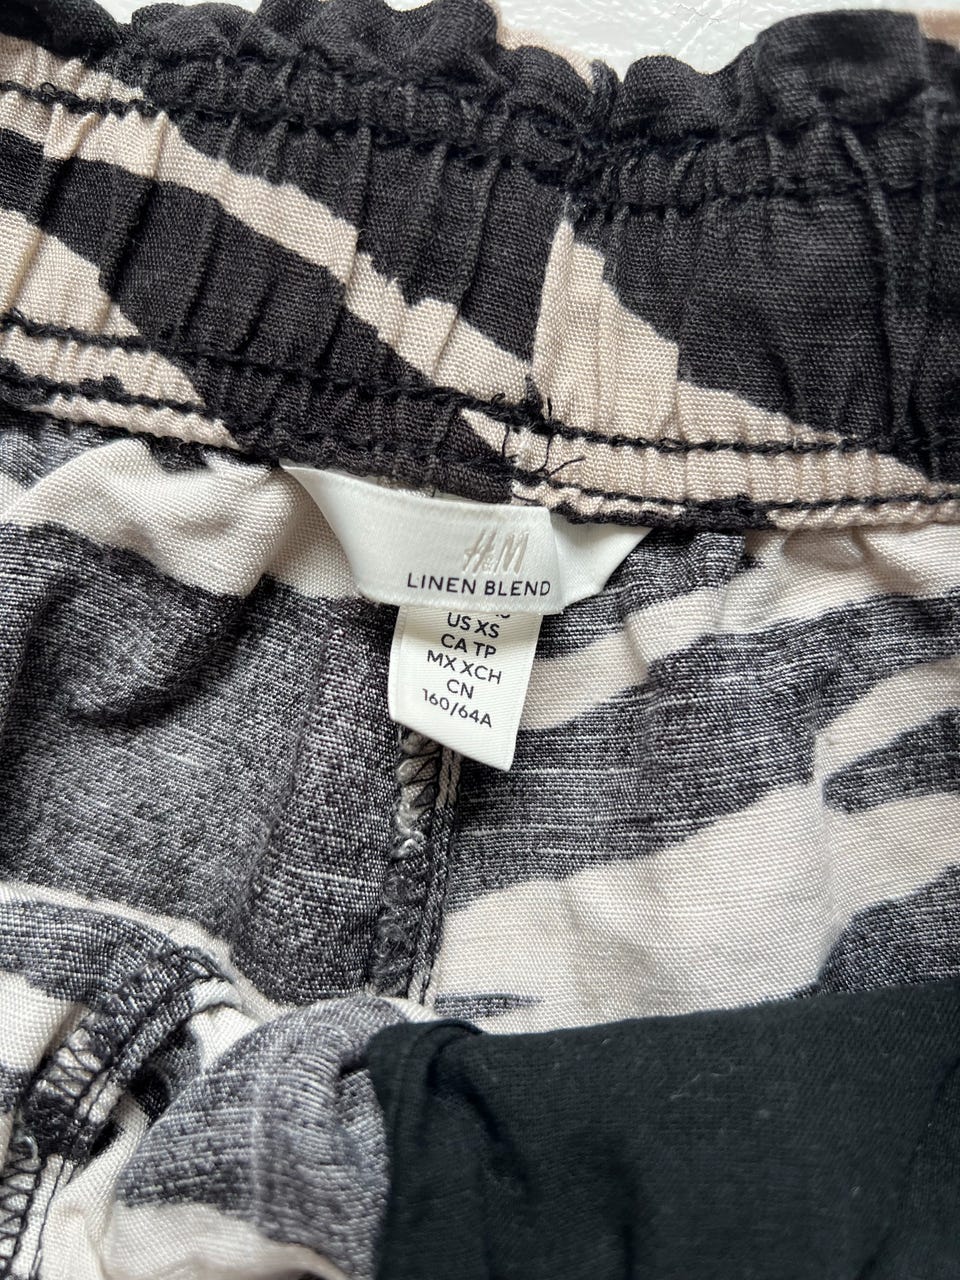 H&M
LINEN BLEND
US XS
CA TP
MX XCH
CN
160/64A